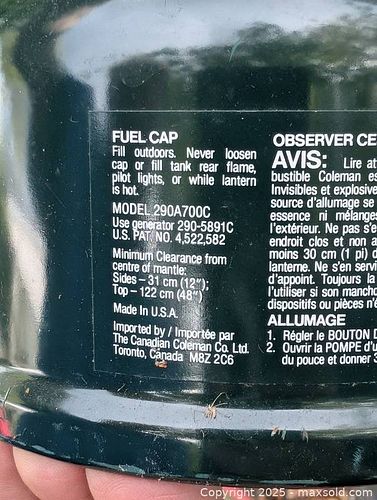 FUEL CAP
Fill outdoors. Never loosen
cap or fill tank near flame,
pilot lights, or while lantern
is hot.
MODEL 290A700C
Use generator 290-5891C
U.S. PAT. NO. 4,522,582
Minimum Clearance from
centre of mantle:
Sides – 31 cm (12″);
Top – 122 cm (48″)
Made in U.S.A.
Imported by / Importée par
The Canadian Coleman Co. Ltd.
Toronto, Canada M8Z 2C6
OBSERVER CE
AVIS: Lire at
bustible Coleman es
Invisibles et explosive
source d'allumage se
essence ni mélanges
l'extérieur. Ne pas s'e
endroit clos et non a
moins 30 cm (1 pi) d
lanterne. Ne s'en servi
d'appoint. Toujours la
l'utiliser si son mancho
dispositifs ou pièces n'é
ALLUMAGE
1. Régler le BOUTON D
2. Ouvrir la POMPE d'u
du pouce et donner 3
Copyright 2025 - maxsold.com